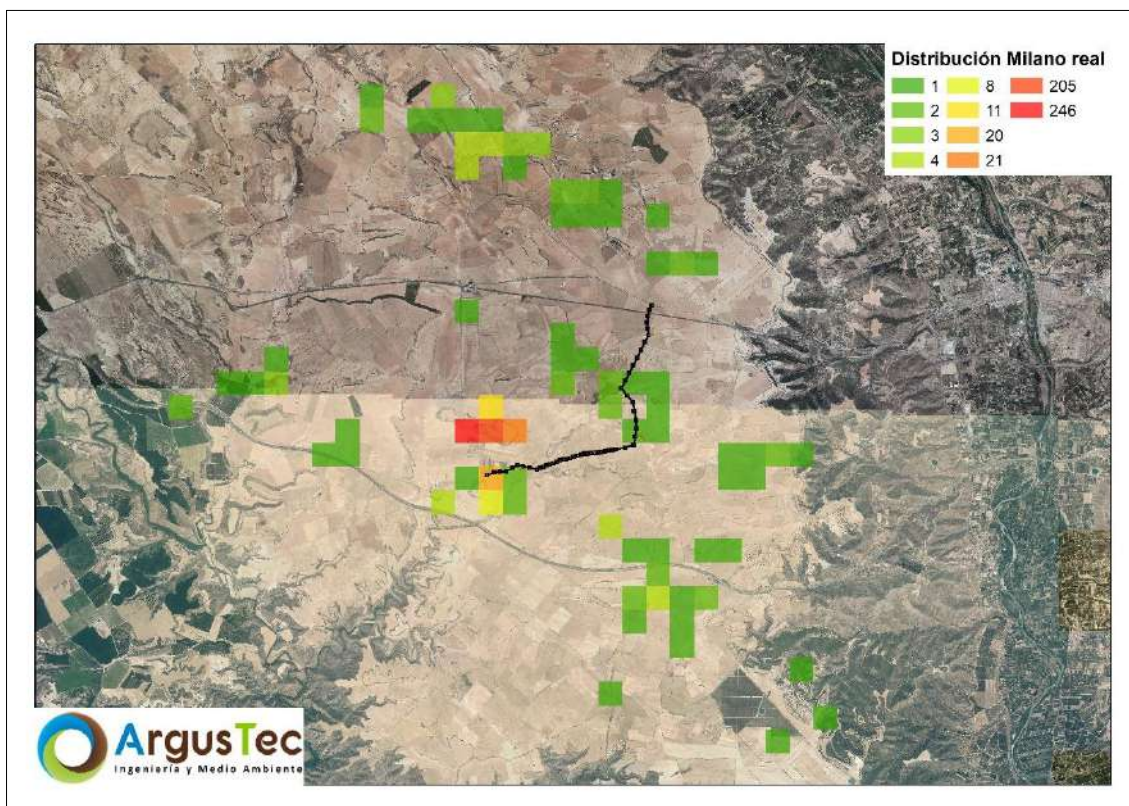 Distribución Milano real
1 8 205
2 11 246
3 20
4 21
ArgusTec
Ingeniería y Medio Ambiente